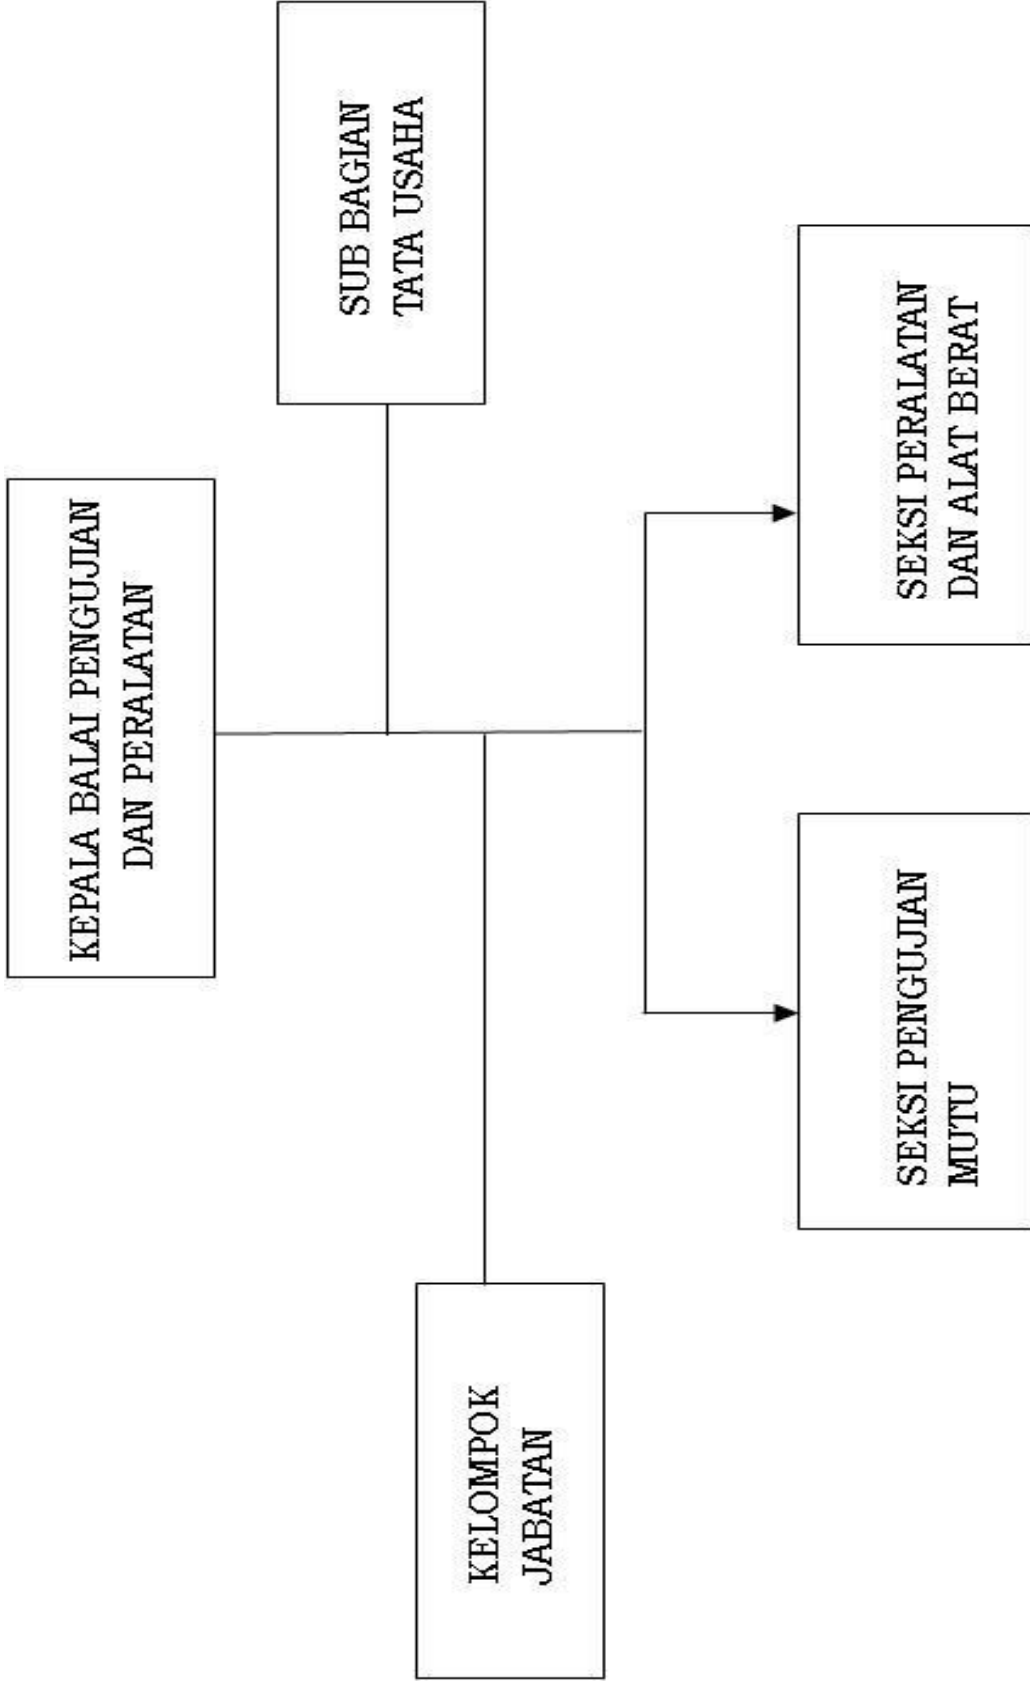 KEPALA BALAI PENGUJIAN
DAN PERALATAN
SUB BAGIAN
TATA USAHA
KELOMPOK
JABATAN
SEKSI PENGUJIAN
MUTU
SEKSI PERALATAN
DAN ALAT BERAT